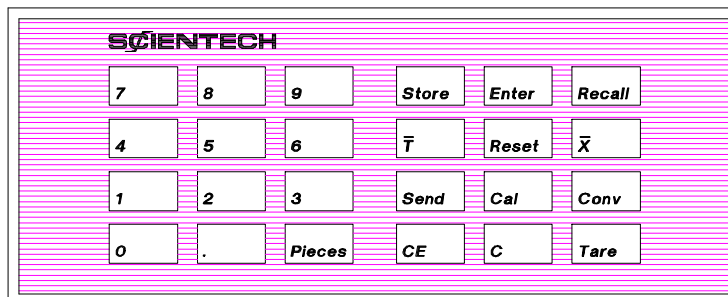 SCIENTECH
7 8 9 Store Enter Recall
4 5 6 T̅ Reset X̅
1 2 3 Send Cal Conv
0 . Pieces CE C Tare